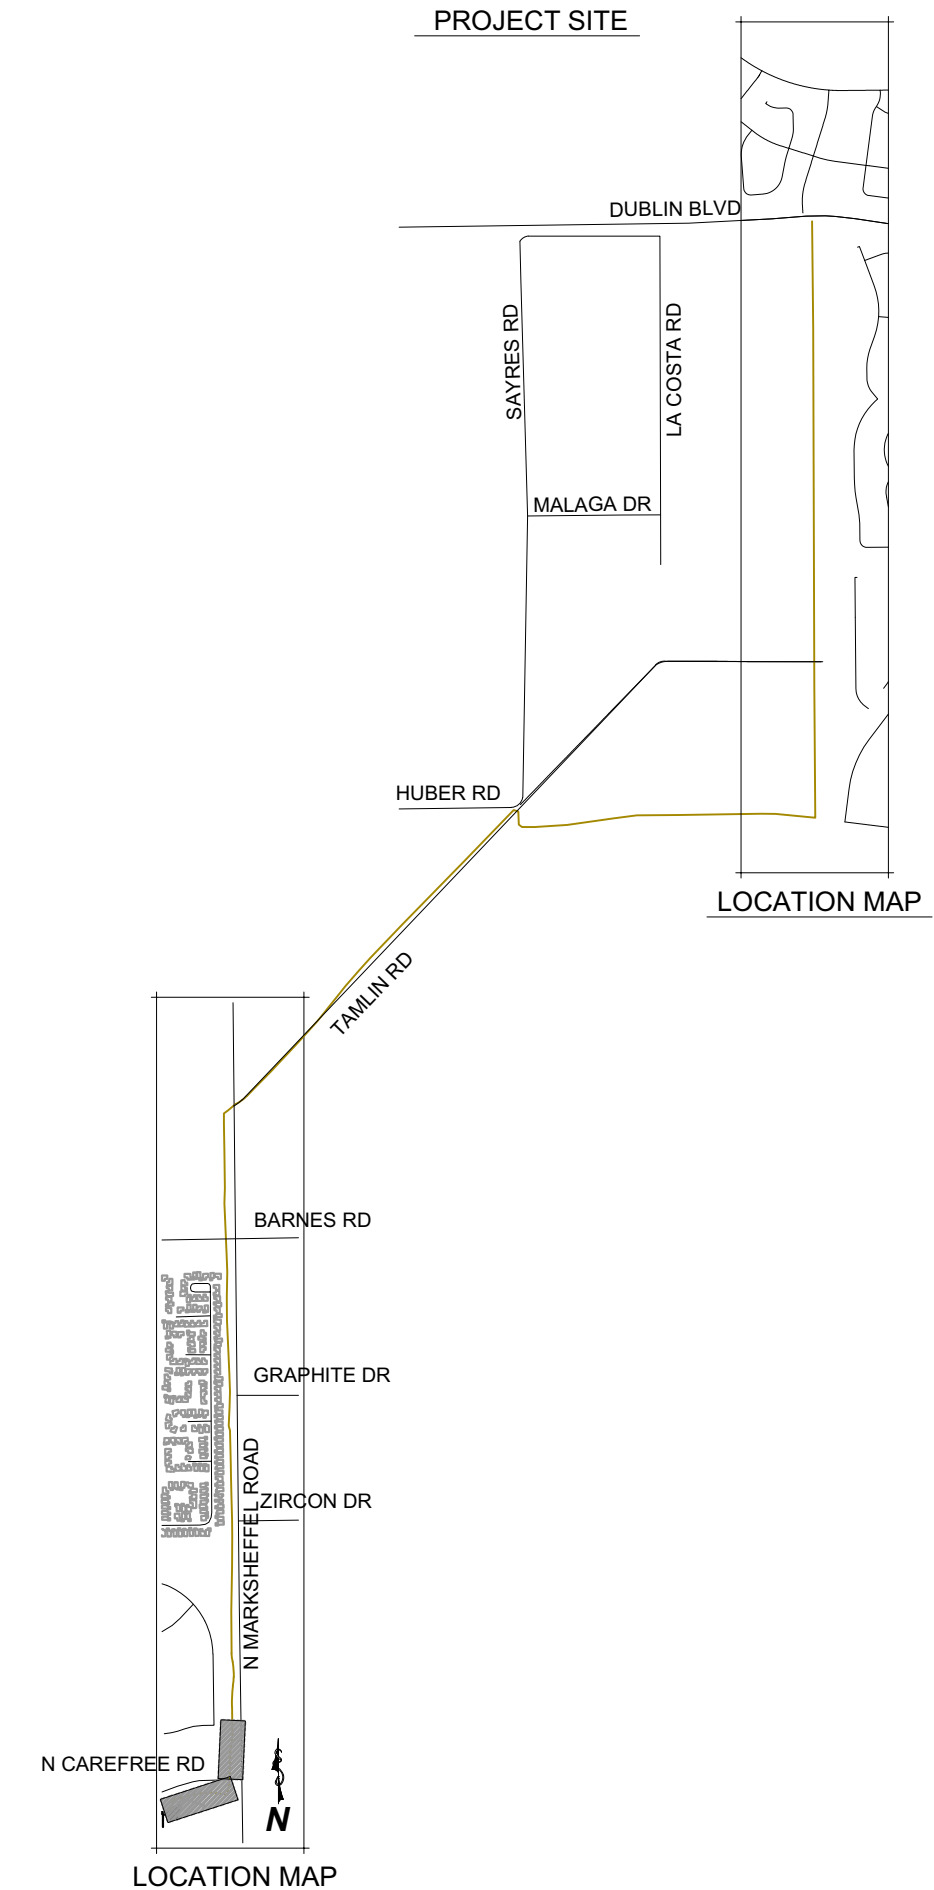 PROJECT SITE
DUBLIN BLVD
SAYRES RD
LA COSTA RD
MALAGA DR
HUBER RD
LOCATION MAP
TAMLIN RD
BARNES RD
GRAPHITE DR
N MARKSHEFFEL ROAD
ZIRCON DR
N CAREFREE RD
N
LOCATION MAP